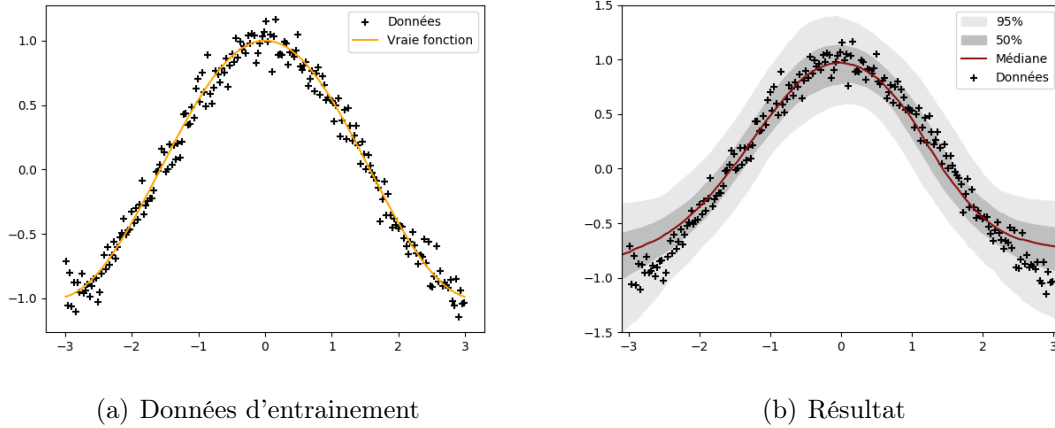 1.0
0.5
0.0
−0.5
−1.0
−3 −2 −1 0 1 2 3
Données
Vraie fonction
(a) Données d'entrainement
1.5
1.0
0.5
0.0
−0.5
−1.0
−1.5
−3 −2 −1 0 1 2 3
95%
50%
Médiane
Données
(b) Résultat